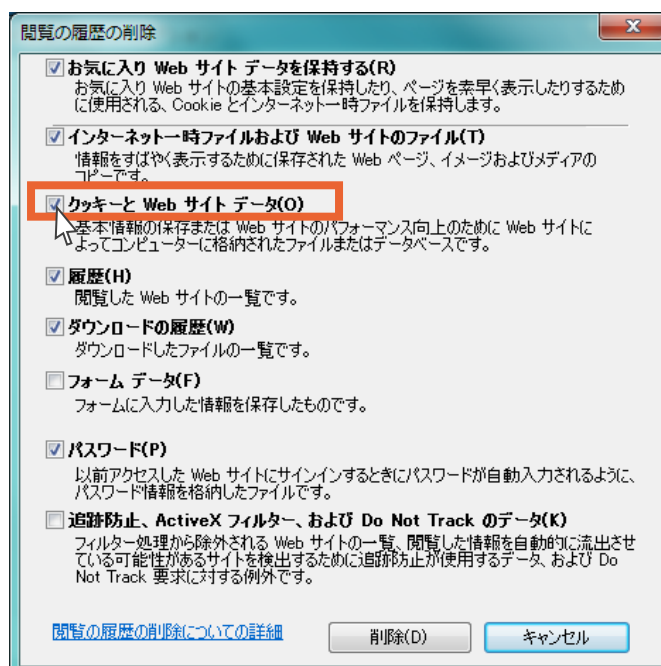 閲覧の履歴の削除
お気に入り Web サイト データを保持する(R)
お気に入り Web サイトの基本設定を保持したり、ページを素早く表示したりするため
に使用される、Cookie とインターネット一時ファイルを保持します。
インターネット一時ファイルおよび Web サイトのファイル(T)
情報をすばやく表示するために保存された Web ページ、イメージおよびメディアの
コピーです。
クッキーと Web サイト データ(O)
基本情報の保存または Web サイトのパフォーマンス向上のために Web サイトに
よってコンピューターに格納されたファイルまたはデータベースです。
履歴(H)
閲覧した Web サイトの一覧です。
ダウンロードの履歴(W)
ダウンロードしたファイルの一覧です。
フォーム データ(F)
フォームに入力した情報を保存したものです。
パスワード(P)
以前アクセスした Web サイトにサインインするときにパスワードが自動入力されるように、
パスワード情報を格納したファイルです。
追跡防止、ActiveX フィルター、および Do Not Track のデータ(K)
フィルター処理から除外される Web サイトの一覧、閲覧した情報を自動的に流出させ
ている可能性があるサイトを検出するために追跡防止が使用するデータ、および Do
Not Track 要求に対する例外です。
閲覧の履歴の削除についての詳細
削除(D)
キャンセル